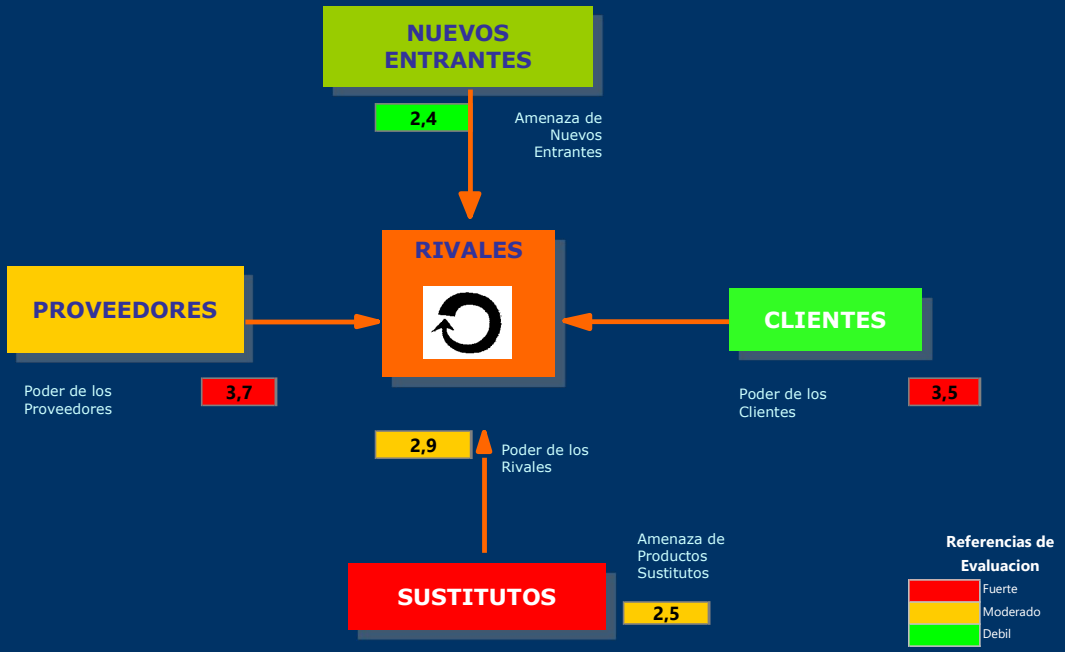 NUEVOS
ENTRANTES
2,4
Amenaza de
Nuevos
Entrantes
RIVALES
PROVEEDORES
CLIENTES
Poder de los
Proveedores
3,7
Poder de los
Clientes
3,5
2,9
Poder de los
Rivales
Amenaza de
Productos
Sustitutos
SUSTITUTOS
2,5
Referencias de
Evaluacion
Fuerte
Moderado
Debil